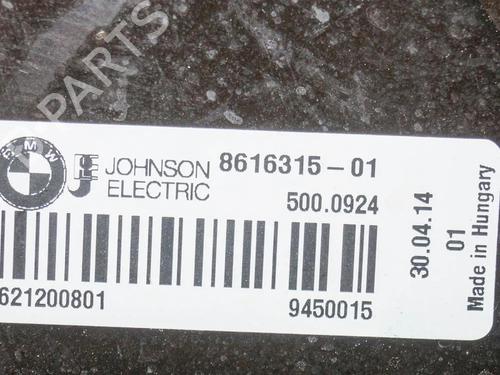 PARTS
BMW
JOHNSON
ELECTRIC
8616315-01
500.0924
621200801
9450015
30.04.14
01
Made in Hungary